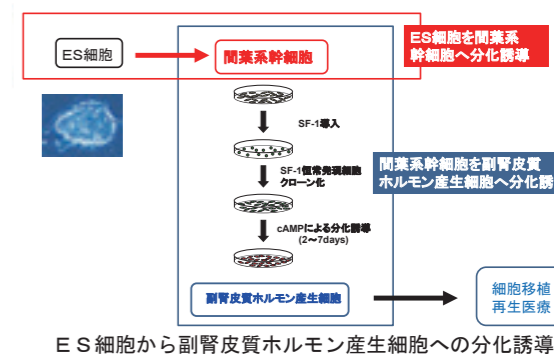 ES細胞
間葉系幹細胞
ES細胞を間葉系
幹細胞へ分化誘導
SF-1導入
SF-1恒常発現細胞
クローン化
間葉系幹細胞を副腎皮質
ホルモン産生細胞へ分化誘
cAMPによる分化誘導
(2〜7days)
副腎皮質ホルモン産生細胞
細胞移植
再生医療
ES細胞から副腎皮質ホルモン産生細胞への分化誘導